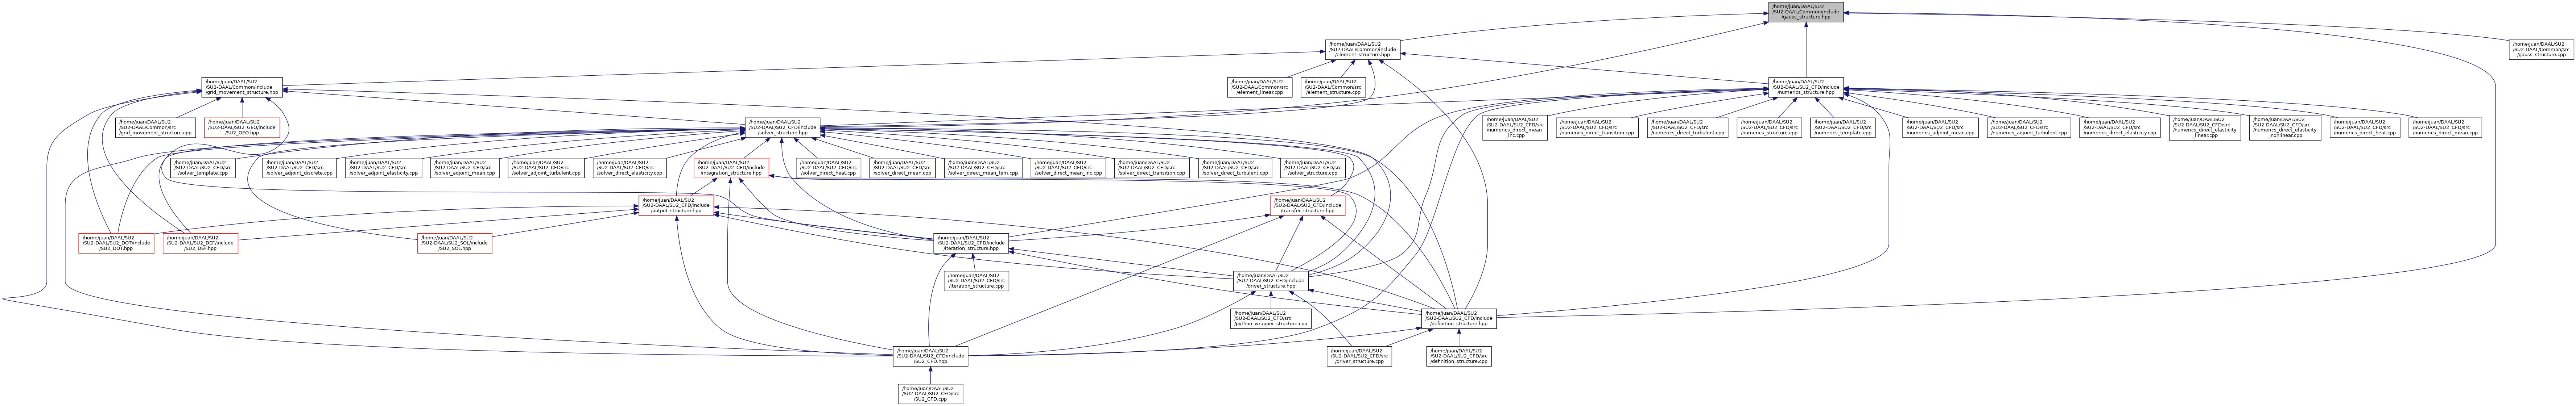 /home/juan/DAAL/SU2
/SU2-DAAL/Common/include
/gauss_structure.hpp
/home/juan/DAAL/SU2
/SU2-DAAL/Common/include
/element_structure.hpp
/home/juan/DAAL/SU2
/SU2-DAAL/Common/src
/gauss_structure.cpp
/home/juan/DAAL/SU2
/SU2-DAAL/Common/include
/grid_movement_structure.hpp
/home/juan/DAAL/SU2
/SU2-DAAL/Common/src
/element_linear.cpp
/home/juan/DAAL/SU2
/SU2-DAAL/Common/src
/element_structure.cpp
/home/juan/DAAL/SU2
/SU2-DAAL/SU2_CFD/include
/numerics_structure.hpp
/home/juan/DAAL/SU2
/SU2-DAAL/Common/src
/grid_movement_structure.cpp
/home/juan/DAAL/SU2
/SU2-DAAL/SU2_GEO/include
/SU2_GEO.hpp
/home/juan/DAAL/SU2
/SU2-DAAL/SU2_CFD/include
/solver_structure.hpp
/home/juan/DAAL/SU2
/SU2-DAAL/SU2_CFD/src
/numerics_direct_mean
_inc.cpp
/home/juan/DAAL/SU2
/SU2-DAAL/SU2_CFD/src
/numerics_direct_transition.cpp
/home/juan/DAAL/SU2
/SU2-DAAL/SU2_CFD/src
/numerics_direct_turbulent.cpp
/home/juan/DAAL/SU2
/SU2-DAAL/SU2_CFD/src
/numerics_structure.cpp
/home/juan/DAAL/SU2
/SU2-DAAL/SU2_CFD/src
/numerics_template.cpp
/home/juan/DAAL/SU2
/SU2-DAAL/SU2_CFD/src
/numerics_adjoint_mean.cpp
/home/juan/DAAL/SU2
/SU2-DAAL/SU2_CFD/src
/numerics_adjoint_turbulent.cpp
/home/juan/DAAL/SU2
/SU2-DAAL/SU2_CFD/src
/numerics_direct_elasticity.cpp
/home/juan/DAAL/SU2
/SU2-DAAL/SU2_CFD/src
/numerics_direct_elasticity
_linear.cpp
/home/juan/DAAL/SU2
/SU2-DAAL/SU2_CFD/src
/numerics_direct_elasticity
_nonlinear.cpp
/home/juan/DAAL/SU2
/SU2-DAAL/SU2_CFD/src
/numerics_direct_heat.cpp
/home/juan/DAAL/SU2
/SU2-DAAL/SU2_CFD/src
/numerics_direct_mean.cpp
/home/juan/DAAL/SU2
/SU2-DAAL/SU2_CFD/src
/solver_template.cpp
/home/juan/DAAL/SU2
/SU2-DAAL/SU2_CFD/src
/solver_adjoint_discrete.cpp
/home/juan/DAAL/SU2
/SU2-DAAL/SU2_CFD/src
/solver_adjoint_elasticity.cpp
/home/juan/DAAL/SU2
/SU2-DAAL/SU2_CFD/src
/solver_adjoint_mean.cpp
/home/juan/DAAL/SU2
/SU2-DAAL/SU2_CFD/src
/solver_adjoint_turbulent.cpp
/home/juan/DAAL/SU2
/SU2-DAAL/SU2_CFD/src
/solver_direct_elasticity.cpp
/home/juan/DAAL/SU2
/SU2-DAAL/SU2_CFD/include
/integration_structure.hpp
/home/juan/DAAL/SU2
/SU2-DAAL/SU2_CFD/src
/solver_direct_heat.cpp
/home/juan/DAAL/SU2
/SU2-DAAL/SU2_CFD/src
/solver_direct_mean.cpp
/home/juan/DAAL/SU2
/SU2-DAAL/SU2_CFD/src
/solver_direct_mean_fem.cpp
/home/juan/DAAL/SU2
/SU2-DAAL/SU2_CFD/src
/solver_direct_mean_inc.cpp
/home/juan/DAAL/SU2
/SU2-DAAL/SU2_CFD/src
/solver_direct_transition.cpp
/home/juan/DAAL/SU2
/SU2-DAAL/SU2_CFD/src
/solver_direct_turbulent.cpp
/home/juan/DAAL/SU2
/SU2-DAAL/SU2_CFD/src
/solver_structure.cpp
/home/juan/DAAL/SU2
/SU2-DAAL/SU2_CFD/include
/output_structure.hpp
/home/juan/DAAL/SU2
/SU2-DAAL/SU2_CFD/include
/transfer_structure.hpp
/home/juan/DAAL/SU2
/SU2-DAAL/SU2_DOT/include
/SU2_DOT.hpp
/home/juan/DAAL/SU2
/SU2-DAAL/SU2_DEF/include
/SU2_DEF.hpp
/home/juan/DAAL/SU2
/SU2-DAAL/SU2_SOL/include
/SU2_SOL.hpp
/home/juan/DAAL/SU2
/SU2-DAAL/SU2_CFD/include
/iteration_structure.hpp
/home/juan/DAAL/SU2
/SU2-DAAL/SU2_CFD/src
/iteration_structure.cpp
/home/juan/DAAL/SU2
/SU2-DAAL/SU2_CFD/include
/driver_structure.hpp
/home/juan/DAAL/SU2
/SU2-DAAL/SU2_CFD/src
/python_wrapper_structure.cpp
/home/juan/DAAL/SU2
/SU2-DAAL/SU2_CFD/include
/definition_structure.hpp
/home/juan/DAAL/SU2
/SU2-DAAL/SU2_CFD/include
/SU2_CFD.hpp
/home/juan/DAAL/SU2
/SU2-DAAL/SU2_CFD/src
/driver_structure.cpp
/home/juan/DAAL/SU2
/SU2-DAAL/SU2_CFD/src
/definition_structure.cpp
/home/juan/DAAL/SU2
/SU2-DAAL/SU2_CFD/src
/SU2_CFD.cpp